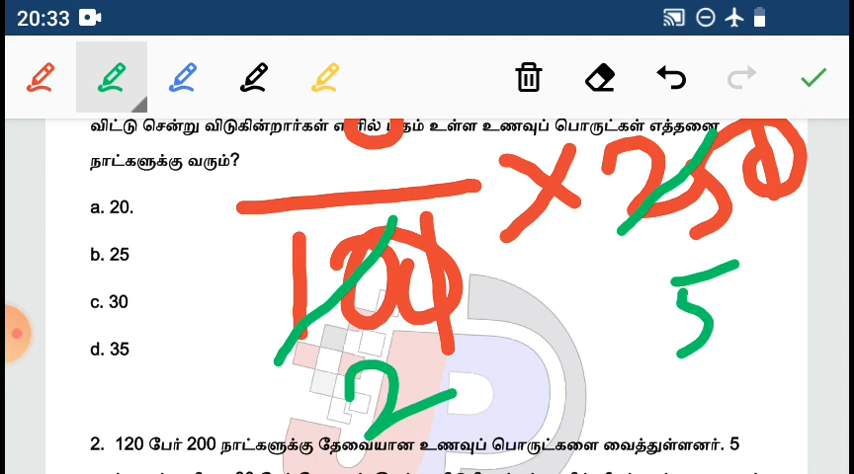 20:33
விட்டு சென்று விடுகின்றார்கள் எனில் மீதம் உள்ள உணவுப் பொருட்கள் எத்தனை
நாட்களுக்கு வரும்?
a. 20.
b. 25
c. 30
d. 35
100 × 250
5
2
2. 120 பேர் 200 நாட்களுக்கு தேவையான உணவுப் பொருட்களை வைத்துள்ளனர். 5